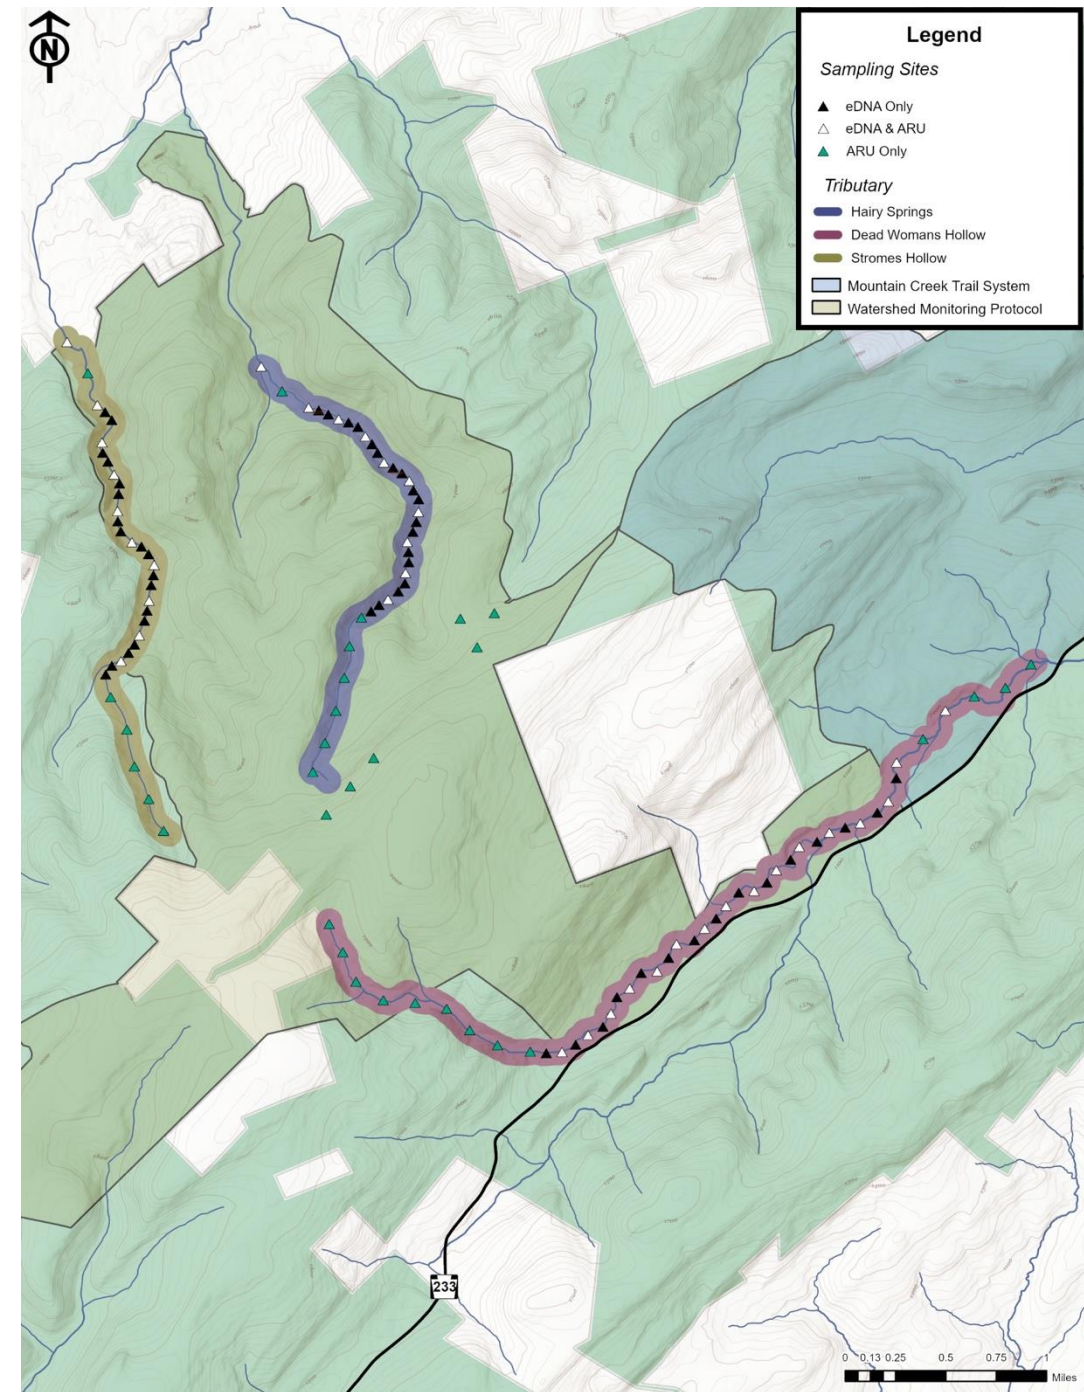 N
Legend
Sampling Sites
eDNA Only
eDNA & ARU
ARU Only
Tributary
Hairy Springs
Dead Womans Hollow
Stromes Hollow
Mountain Creek Trail System
Watershed Monitoring Protocol
233
0 0.13 0.25 0.5 0.75 1
Miles